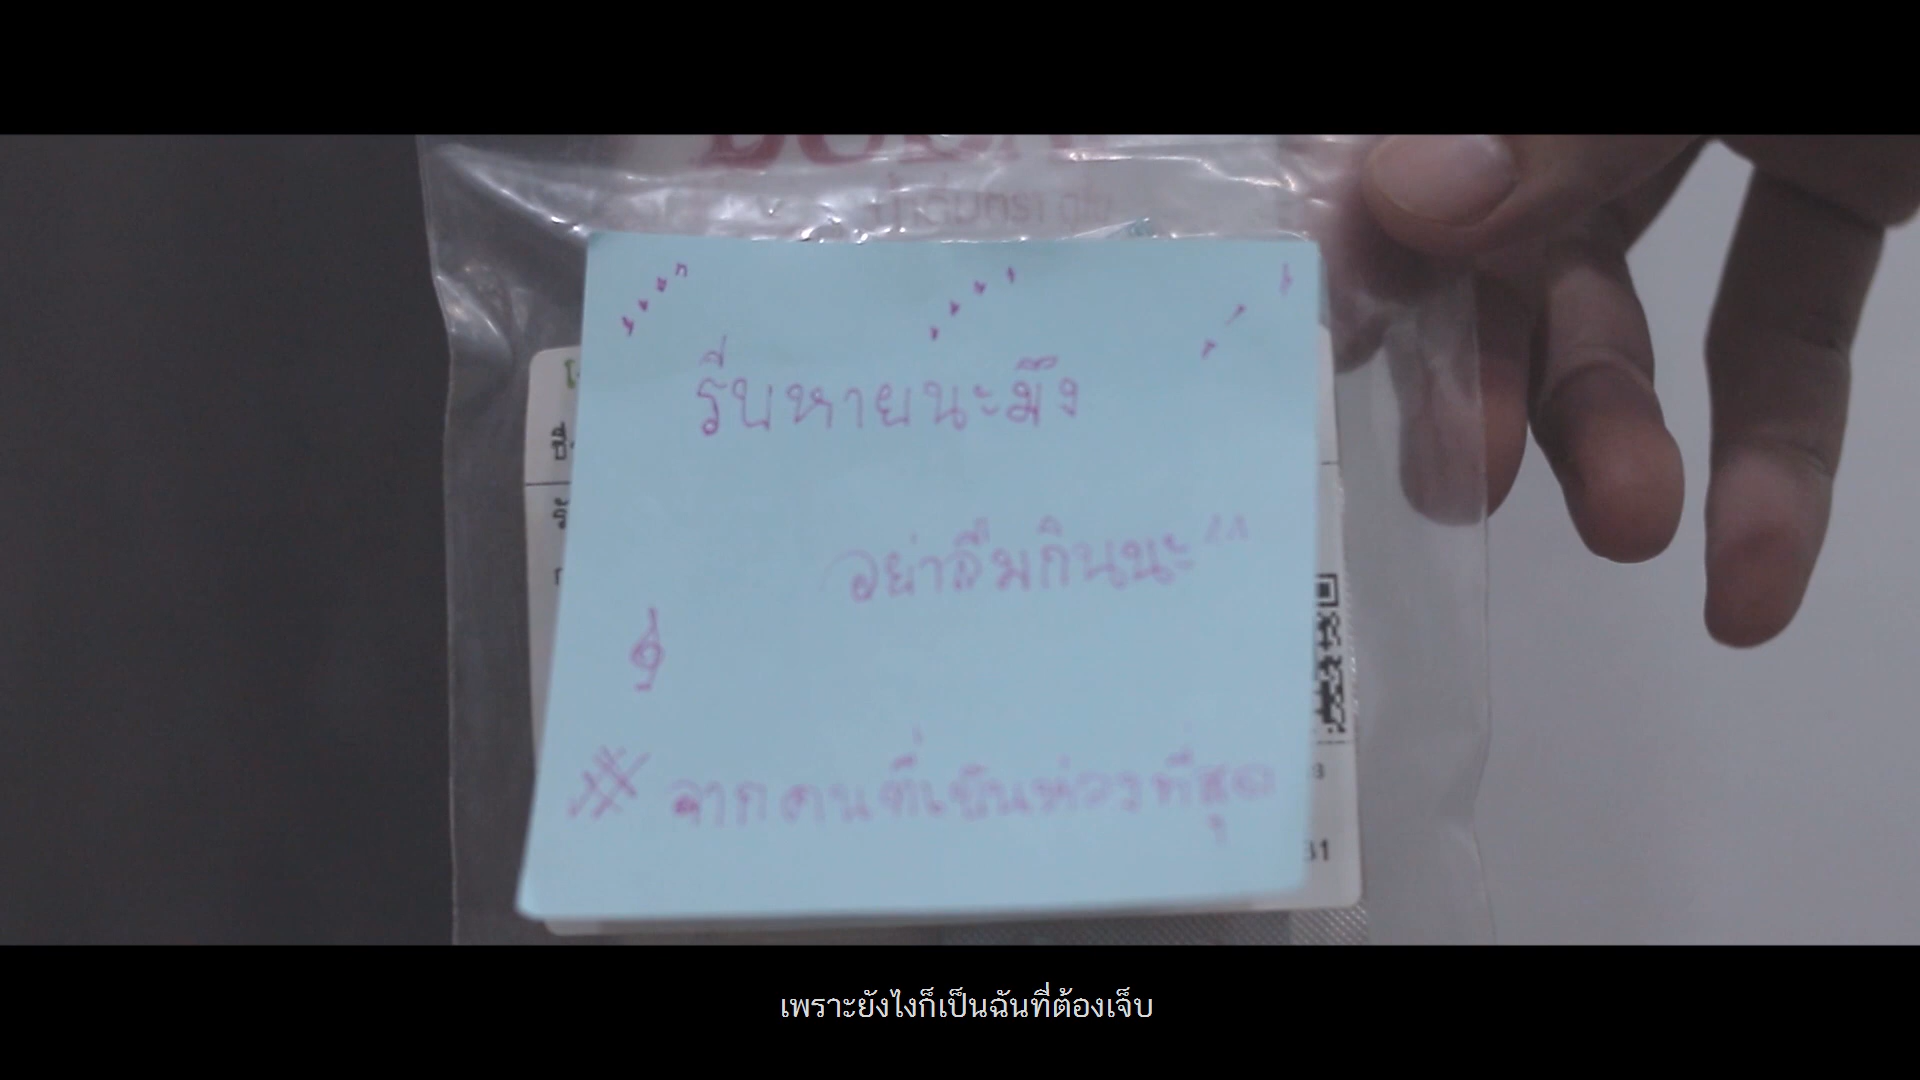 รีบหายนะมึง
อย่าลืมกินนะ ^^
# จากคนที่เป็นห่วงที่สุด
31
เพราะยังไงก็เป็นฉันที่ต้องเจ็บ